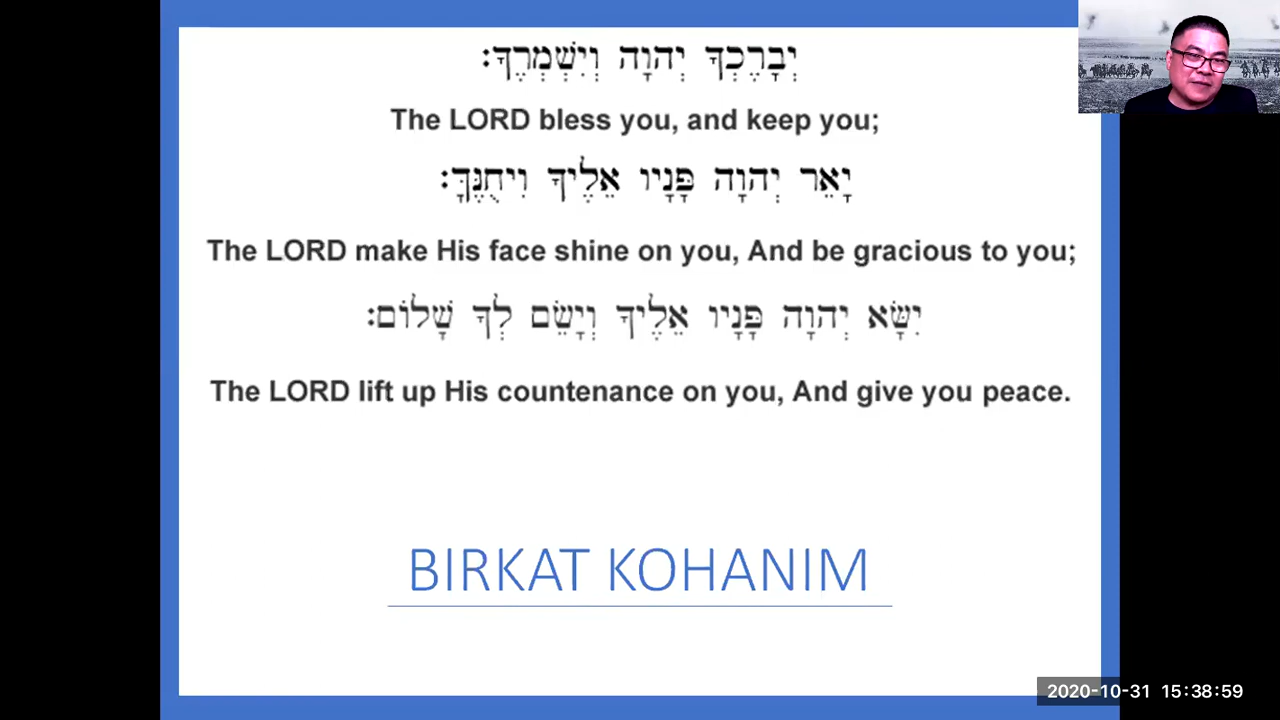 יְבָרֶכְךָ יְהוָה וְיִשְׁמְרֶךָ׃
The LORD bless you, and keep you;
יָאֵר יְהוָה פָּנָיו אֵלֶיךָ וִיחֻנֶּךָּ׃
The LORD make His face shine on you, And be gracious to you;
יִשָּׂא יְהוָה פָּנָיו אֵלֶיךָ וְיָשֵׂם לְךָ שָׁלוֹם׃
The LORD lift up His countenance on you, And give you peace.
BIRKAT KOHANIM
2020-10-31 15:38:59